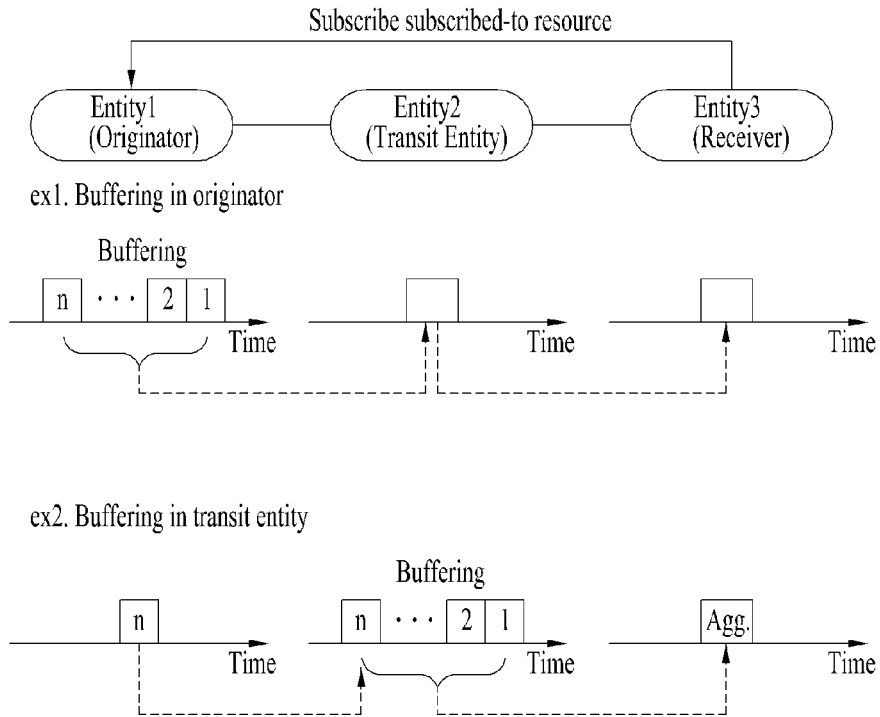 Subscribe subscribed-to resource
Entity1
(Originator)
Entity2
(Transit Entity)
Entity3
(Receiver)
ex1. Buffering in originator
Buffering
n · · · 2 1
Time
Time
Time
ex2. Buffering in transit entity
Buffering
n
n · · · 2 1
Agg.
Time
Time
Time